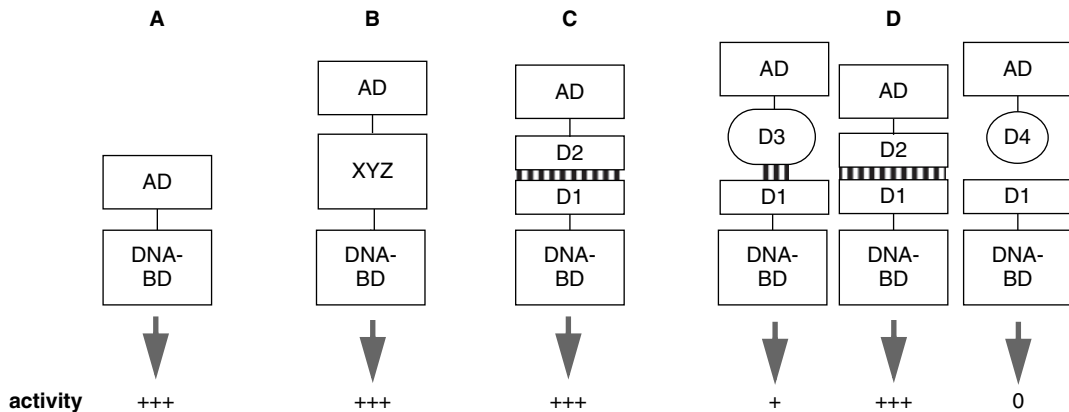 A
B
C
D
AD
DNA-
BD
AD
XYZ
DNA-
BD
AD
D2
D1
DNA-
BD
AD
D3
D1
DNA-
BD
AD
D2
D1
DNA-
BD
AD
D4
D1
DNA-
BD
activity +++ +++ +++ + +++ 0